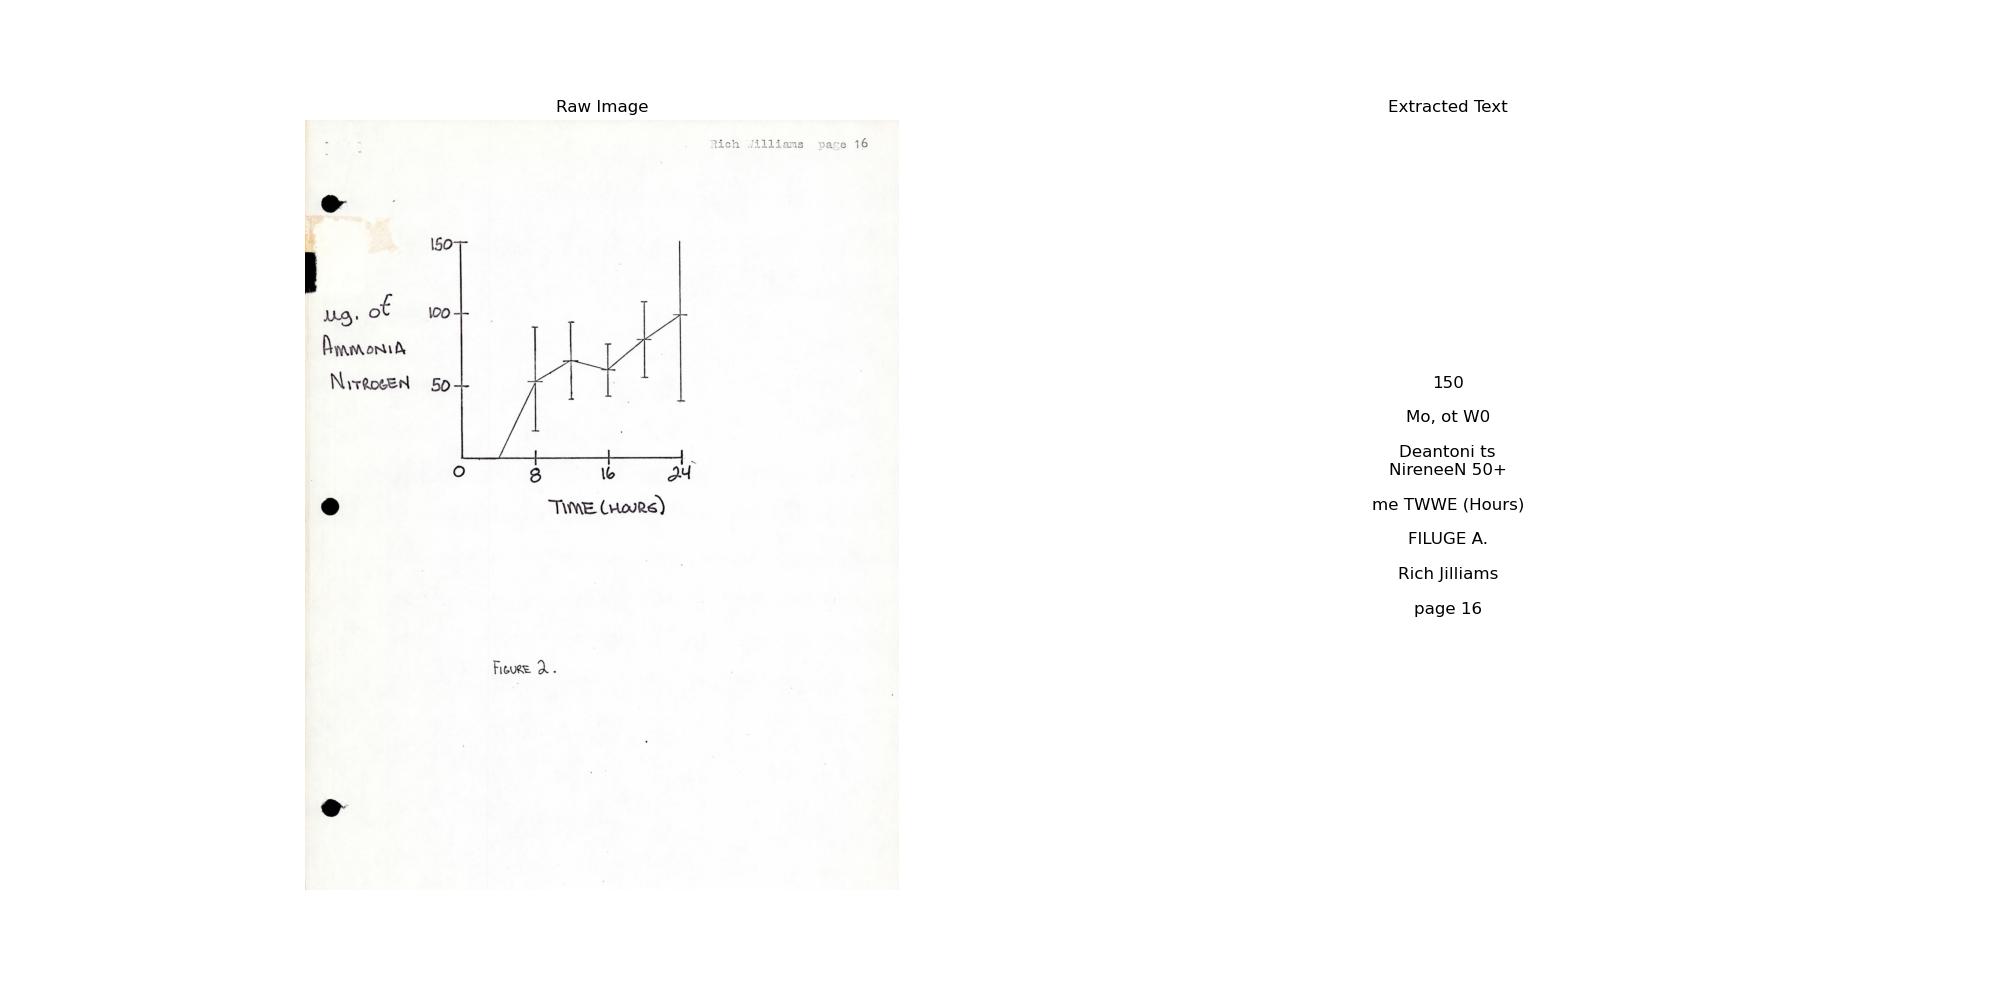 Raw Image
Extracted Text
Rich Williams page 16
150
100
50
ug. of
AMMONIA
NITROGEN
0 8 16 24
TIME (HOURS)
FIGURE 2.
150
Mo, ot W0
Deantoni ts
NireneeN 50+
me TWWE (Hours)
FILUGE A.
Rich Jilliams
page 16